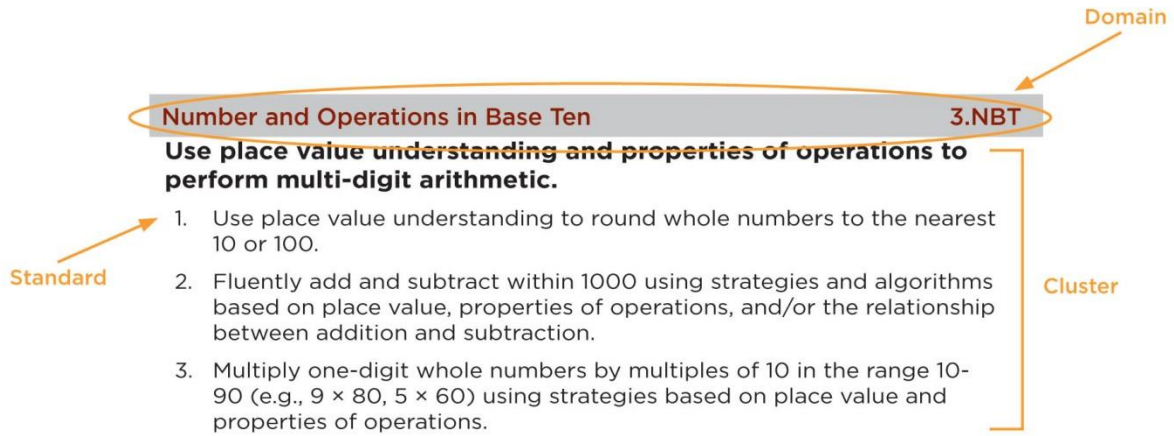 Domain
Number and Operations in Base Ten 3.NBT
Use place value understanding and properties of operations to
perform multi-digit arithmetic.
1. Use place value understanding to round whole numbers to the nearest
10 or 100.
Standard
2. Fluently add and subtract within 1000 using strategies and algorithms
based on place value, properties of operations, and/or the relationship
between addition and subtraction.
Cluster
3. Multiply one-digit whole numbers by multiples of 10 in the range 10-
90 (e.g., 9 × 80, 5 × 60) using strategies based on place value and
properties of operations.